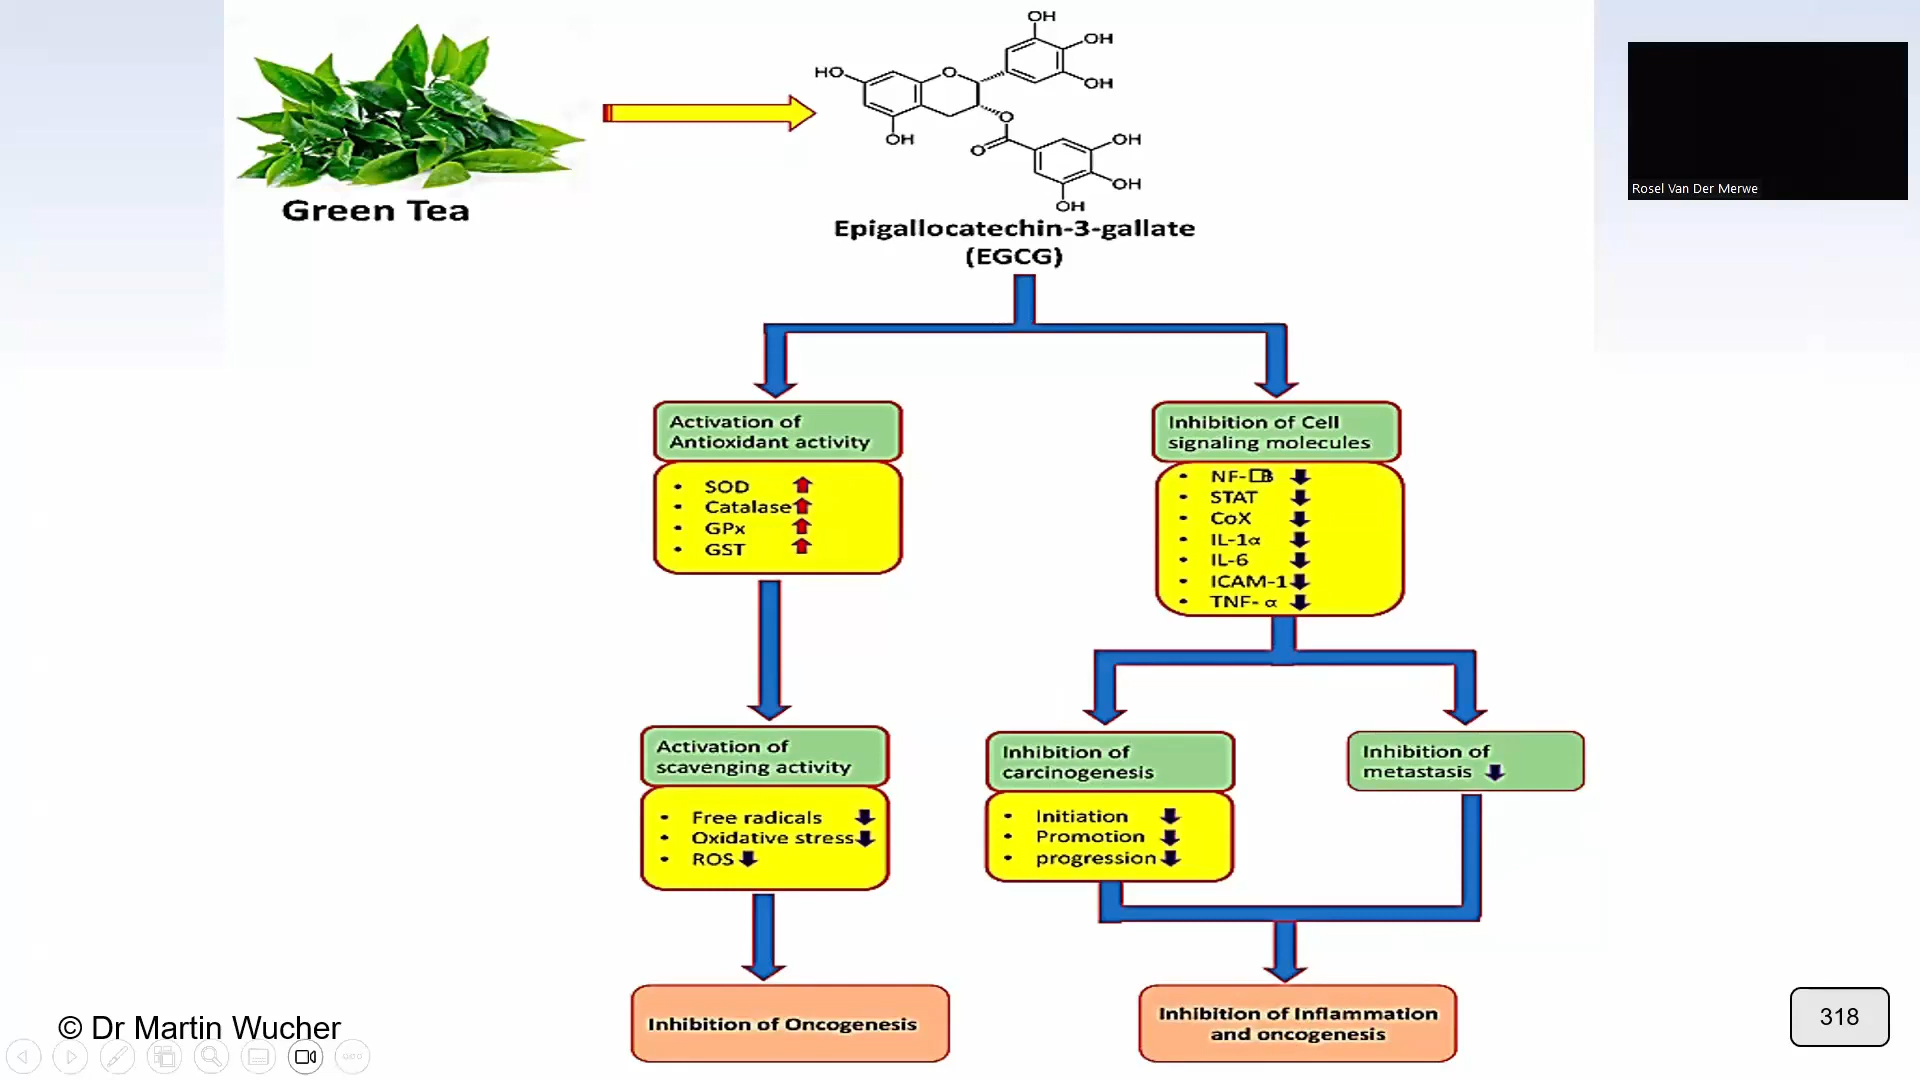 OH
OH
HO
O
OH
OH
O
O
OH
OH
OH
Rosel Van Der Merwe
Green Tea
Epigallocatechin-3-gallate
(EGCG)
Activation of
Antioxidant activity
• SOD
• Catalase
• GPx
• GST
Inhibition of Cell
signaling molecules
• NF-□B
• STAT
• CoX
• IL-1α
• IL-6
• ICAM-1
• TNF- α
Activation of
scavenging activity
• Free radicals
• Oxidative stress
• ROS
Inhibition of
carcinogenesis
• Initiation
• Promotion
• progression
Inhibition of
metastasis
Inhibition of Oncogenesis
Inhibition of Inflammation
and oncogenesis
© Dr Martin Wucher
318